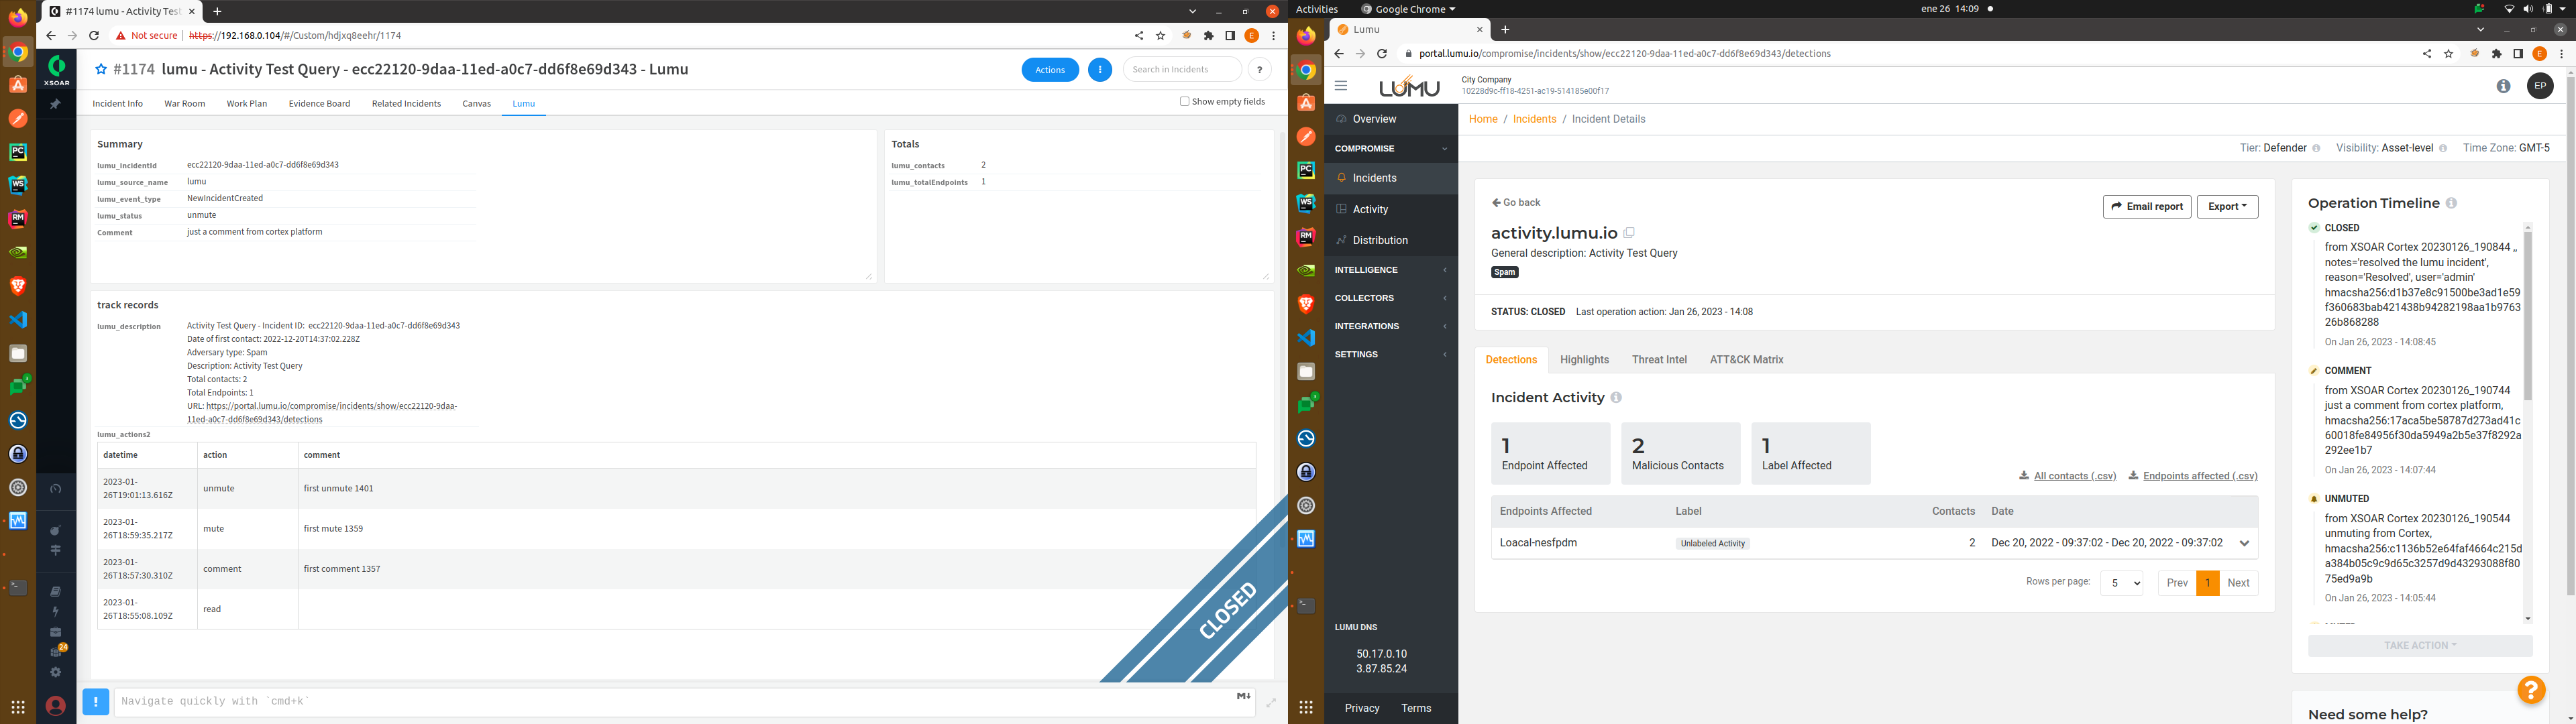 #1174 lumu - Activity Test
Not secure
https://192.168.0.104/#/Custom/hdjxq8eehr/1174
E
XSOAR
#1174 lumu - Activity Test Query - ecc22120-9daa-11ed-a0c7-dd6f8e69d343 - Lumu
Actions
Search in Incidents
?
Incident Info
War Room
Work Plan
Evidence Board
Related Incidents
Canvas
Lumu
Show empty fields
Summary
lumu_incidentId ecc22120-9daa-11ed-a0c7-dd6f8e69d343
lumu_source_name lumu
lumu_event_type NewIncidentCreated
lumu_status unmute
Comment just a comment from cortex platform
Totals
lumu_contacts 2
lumu_totalEndpoints 1
track records
lumu_description Activity Test Query - Incident ID: ecc22120-9daa-11ed-a0c7-dd6f8e69d343
Date of first contact: 2022-12-20T14:37:02.228Z
Adversary type: Spam
Description: Activity Test Query
Total contacts: 2
Total Endpoints: 1
URL: https://portal.lumu.io/compromise/incidents/show/ecc22120-9daa-
11ed-a0c7-dd6f8e69d343/detections
lumu_actions2
datetime action comment
2023-01-
26T19:01:13.616Z unmute first unmute 1401
2023-01-
26T18:59:35.217Z mute first mute 1359
2023-01-
26T18:57:30.310Z comment first comment 1357
2023-01-
26T18:55:08.109Z read
CLOSED
24
! Navigate quickly with `cmd+k`
M
Activities
Google Chrome
ene 26 14:09
Lumu
portal.lumu.io/compromise/incidents/show/ecc22120-9daa-11ed-a0c7-dd6f8e69d343/detections
E
LUMU
City Company
10228d9c-ff18-4251-ac19-514185e00f17
EP
Overview
COMPROMISE
Incidents
Activity
Distribution
INTELLIGENCE
COLLECTORS
INTEGRATIONS
SETTINGS
LUMU DNS
50.17.0.10
3.87.85.24
Privacy Terms
Home / Incidents / Incident Details
Tier: Defender Visibility: Asset-level Time Zone: GMT-5
Go back
Email report
Export
activity.lumu.io
General description: Activity Test Query
Spam
STATUS: CLOSED Last operation action: Jan 26, 2023 - 14:08
Detections Highlights Threat Intel ATT&CK Matrix
Incident Activity
1
Endpoint Affected
2
Malicious Contacts
1
Label Affected
All contacts (.csv) Endpoints affected (.csv)
Endpoints Affected Label Contacts Date
Loacal-nesfpdm Unlabeled Activity 2 Dec 20, 2022 - 09:37:02 - Dec 20, 2022 - 09:37:02
Rows per page: 5 Prev 1 Next
Operation Timeline
CLOSED
from XSOAR Cortex 20230126_190844 ,,
notes='resolved the lumu incident',
reason='Resolved', user='admin'
hmacsha256:d1b37e8c91500be3ad1e59
f360683bab421438b94282198aa1b9763
26b868288
On Jan 26, 2023 - 14:08:45
COMMENT
from XSOAR Cortex 20230126_190744
just a comment from cortex platform,
hmacsha256:17aca5be58787d273ad41c
60018fe84956f30da5949a2b5e37f8292a
292ee1b7
On Jan 26, 2023 - 14:07:44
UNMUTED
from XSOAR Cortex 20230126_190544
unmuting from Cortex,
hmacsha256:c1136b52e64faf4664c215d
a384b05c9c9d65c3257d9d43293088f80
75ed9a9b
On Jan 26, 2023 - 14:05:44
TAKE ACTION
Need some help?
?